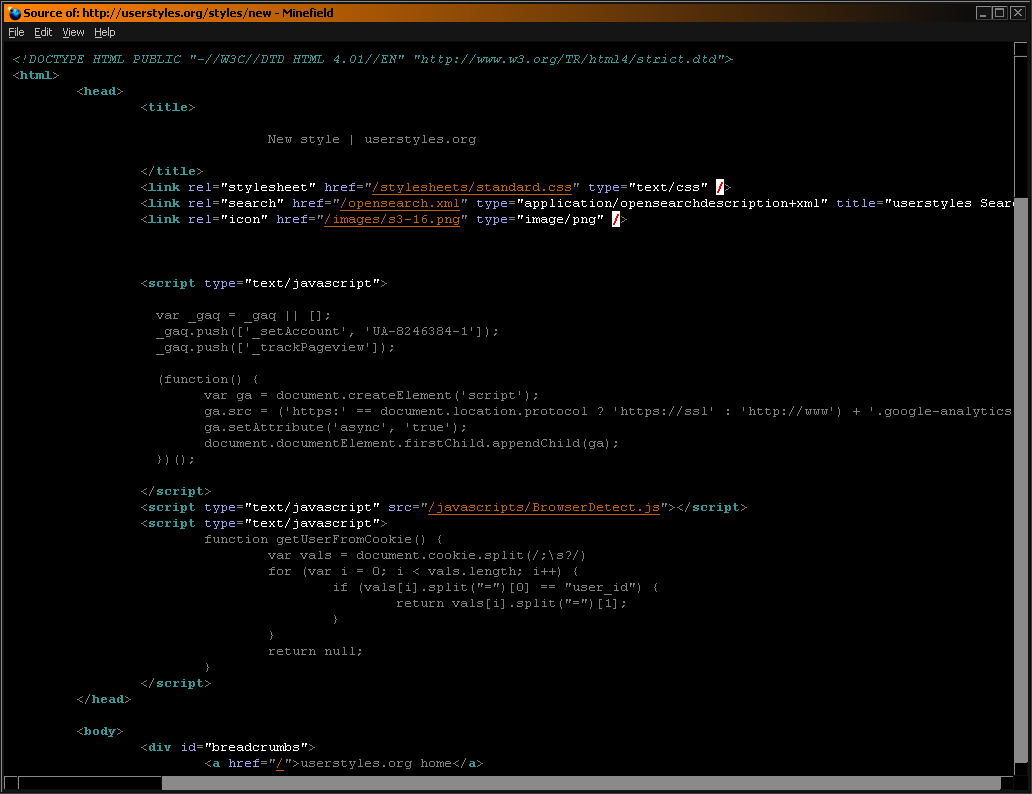 Source of: http://userstyles.org/styles/new - Minefield
File Edit View Help
<!DOCTYPE HTML PUBLIC "-//W3C//DTD HTML 4.01//EN" "http://www.w3.org/TR/html4/strict.dtd">
<html>
<head>
<title>
New style | userstyles.org
</title>
<link rel="stylesheet" href="/stylesheets/standard.css" type="text/css" />
<link rel="search" href="/opensearch.xml" type="application/opensearchdescription+xml" title="userstyles Sear
<link rel="icon" href="/images/s3-16.png" type="image/png" />
<script type="text/javascript">
var _gaq = _gaq || [];
_gaq.push(['_setAccount', 'UA-8246384-1']);
_gaq.push(['_trackPageview']);
(function() {
var ga = document.createElement('script');
ga.src = ('https:' == document.location.protocol ? 'https://ssl' : 'http://www') + '.google-analytics
ga.setAttribute('async', 'true');
document.documentElement.firstChild.appendChild(ga);
})();
</script>
<script type="text/javascript" src="/javascripts/BrowserDetect.js"></script>
<script type="text/javascript">
function getUserFromCookie() {
var vals = document.cookie.split(/;\s?/)
for (var i = 0; i < vals.length; i++) {
if (vals[i].split("=")[0] == "user_id") {
return vals[i].split("=")[1];
}
}
return null;
}
</script>
</head>
<body>
<div id="breadcrumbs">
<a href="/">userstyles.org home</a>